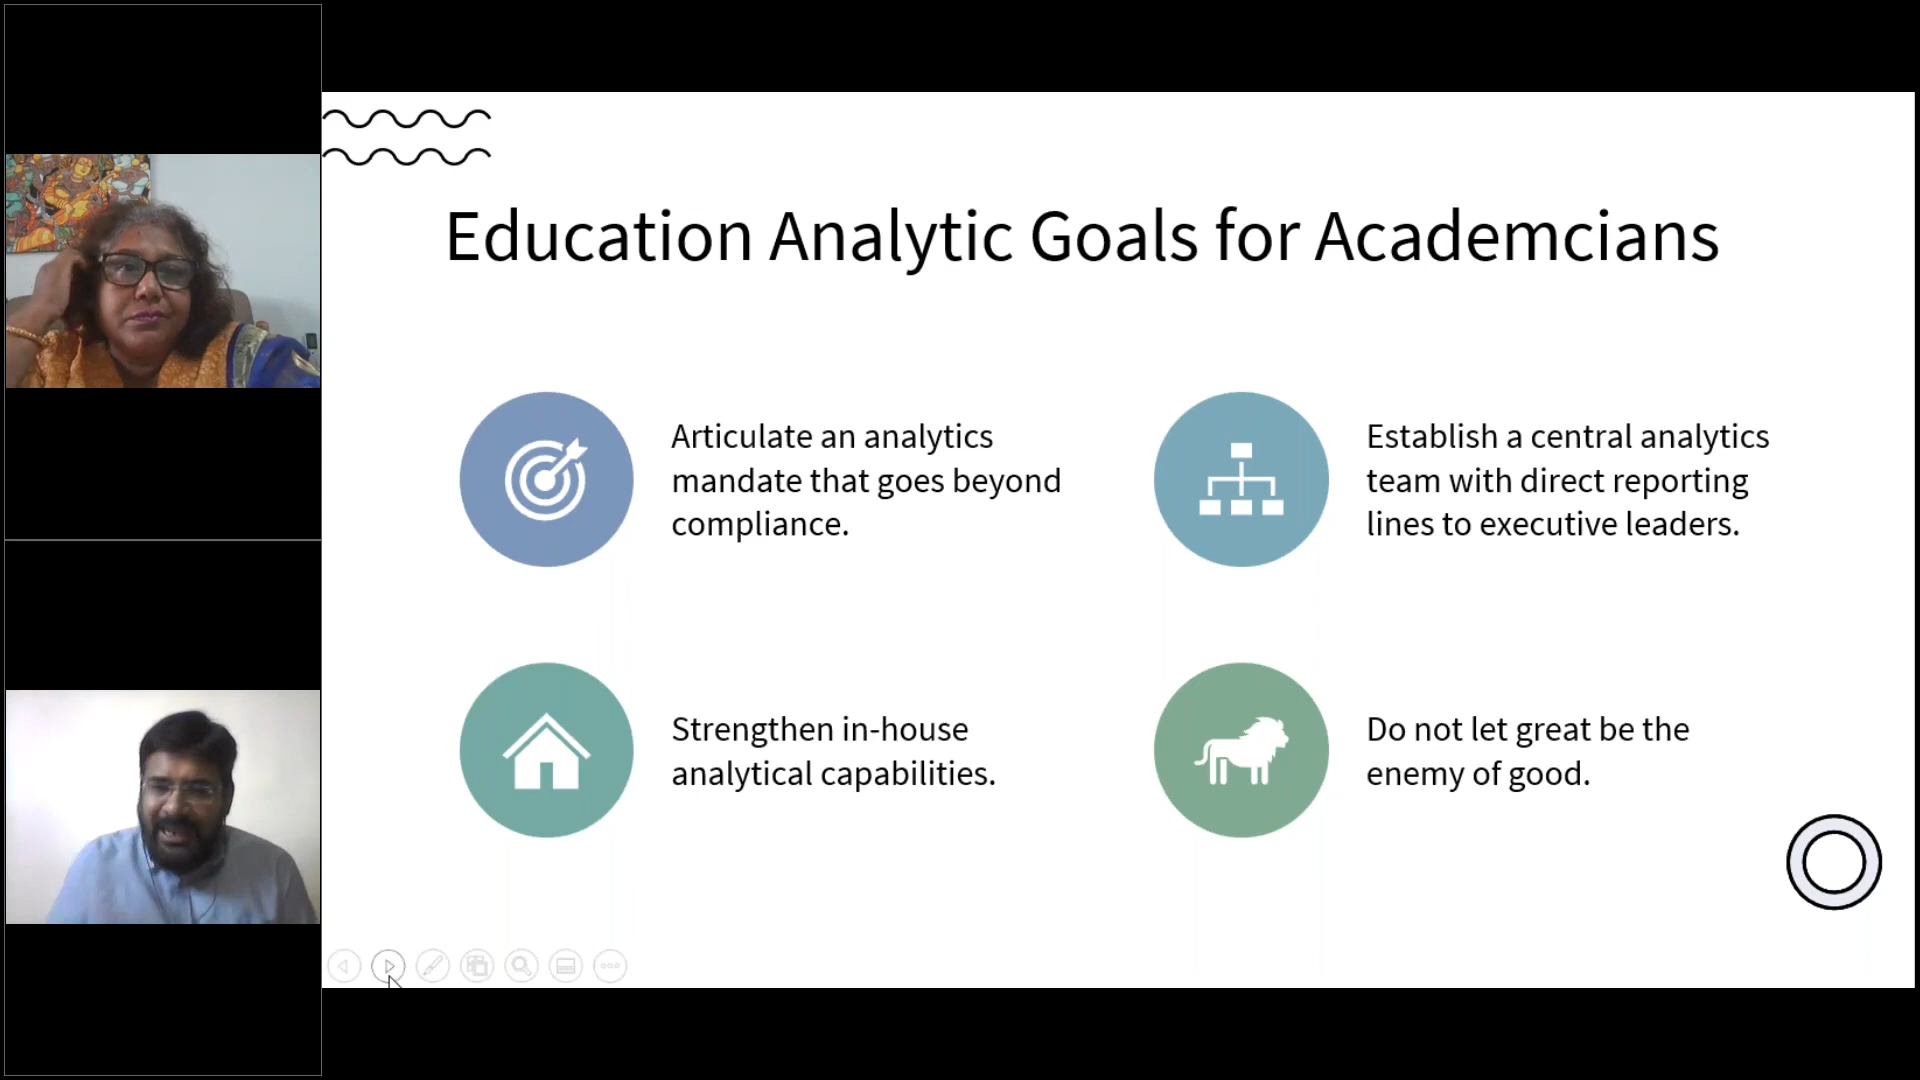 Education Analytic Goals for Academcians
Articulate an analytics
mandate that goes beyond
compliance.
Establish a central analytics
team with direct reporting
lines to executive leaders.
Strengthen in-house
analytical capabilities.
Do not let great be the
enemy of good.